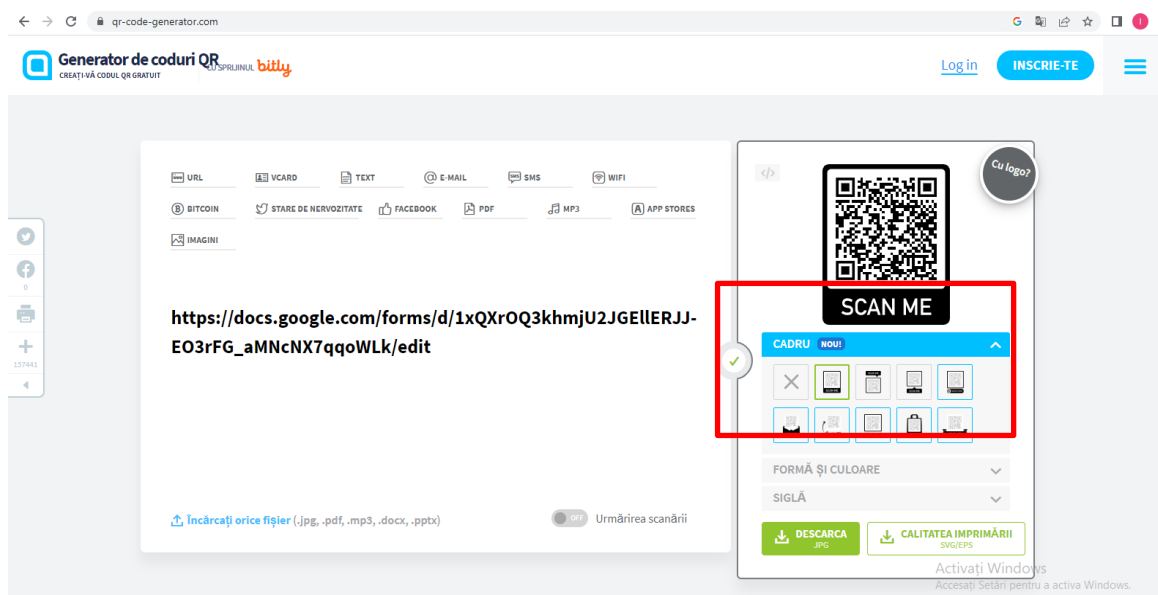 qr-code-generator.com
Generator de coduri QR
CU SPRIJINUL bitly
CREAȚI-VĂ CODUL QR GRATUIT
Log in
INSCRIE-TE
URL
VCARD
TEXT
E-MAIL
SMS
WIFI
BITCOIN
STARE DE NERVOZITATE
FACEBOOK
PDF
MP3
APP STORES
IMAGINI
0
157441
https://docs.google.com/forms/d/1xQXrOQ3khmjU2JGEllERJJ-
EO3rFG_aMNcNX7qqoWLk/edit
Încărcați orice fișier (.jpg, .pdf, .mp3, .docx, .pptx)
OFF
Urmărirea scanării
</>
Cu logo?
SCAN ME
CADRU NOU!
FORMĂ ȘI CULOARE
SIGLĂ
DESCARCA
JPG
CALITATEA IMPRIMĂRII
SVG/EPS
Activați Windows
Accesați Setări pentru a activa Windows.